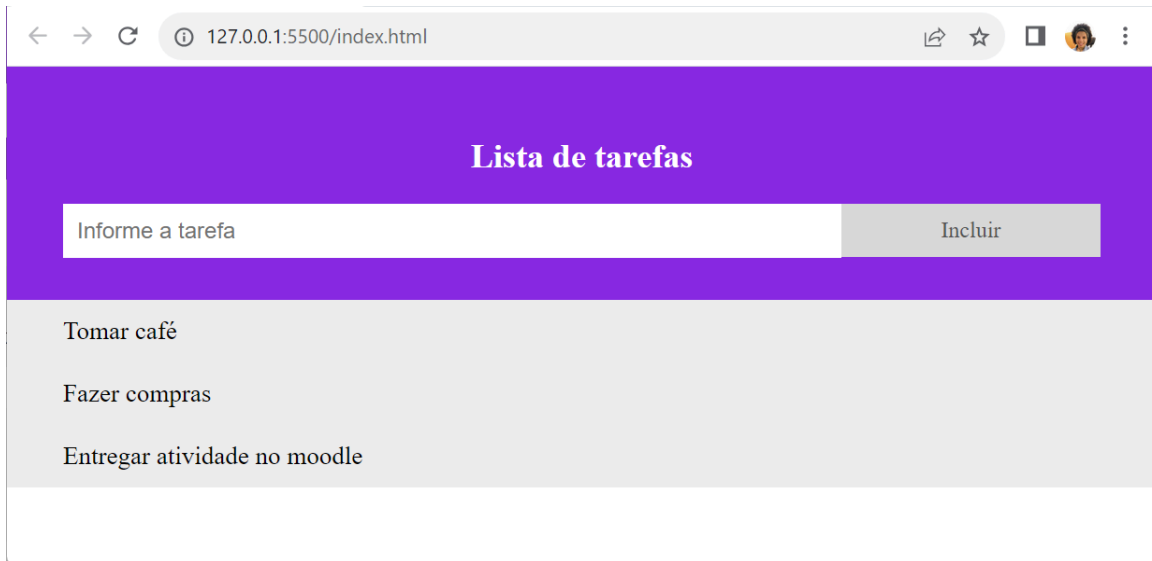 127.0.0.1:5500/index.html
Lista de tarefas
Informe a tarefa
Incluir
Tomar café
Fazer compras
Entregar atividade no moodle